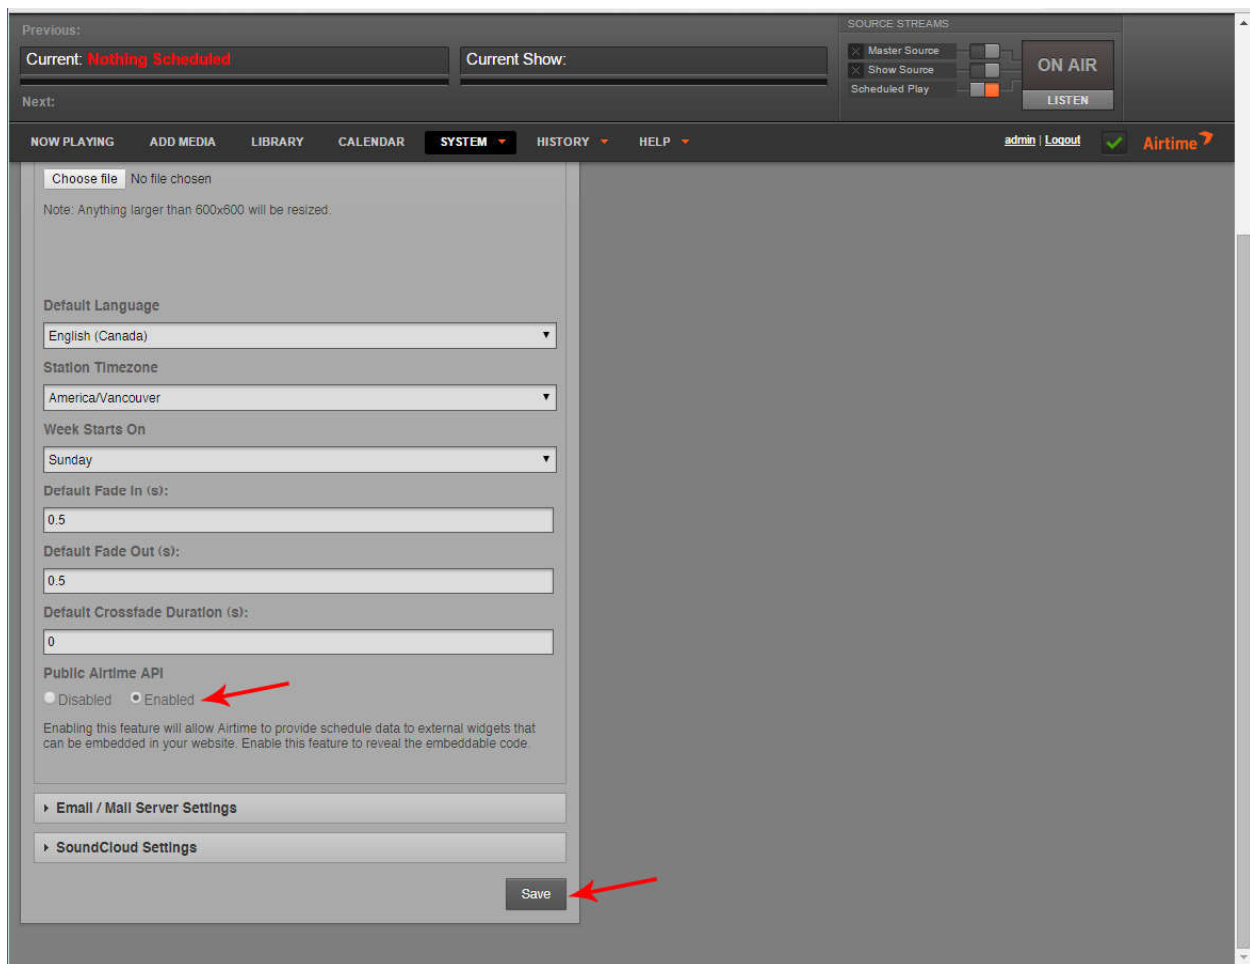 Previous:
SOURCE STREAMS
Current: Nothing Scheduled
Current Show:
Master Source
Show Source
Scheduled Play
ON AIR
LISTEN
Next:
NOW PLAYING ADD MEDIA LIBRARY CALENDAR SYSTEM HISTORY HELP admin | Logout Airtime
Choose file No file chosen
Note: Anything larger than 600x600 will be resized.
Default Language
English (Canada)
Station Timezone
America/Vancouver
Week Starts On
Sunday
Default Fade In (s):
0.5
Default Fade Out (s):
0.5
Default Crossfade Duration (s):
0
Public Airtime API
Disabled Enabled
Enabling this feature will allow Airtime to provide schedule data to external widgets that
can be embedded in your website. Enable this feature to reveal the embeddable code.
Email / Mail Server Settings
SoundCloud Settings
Save